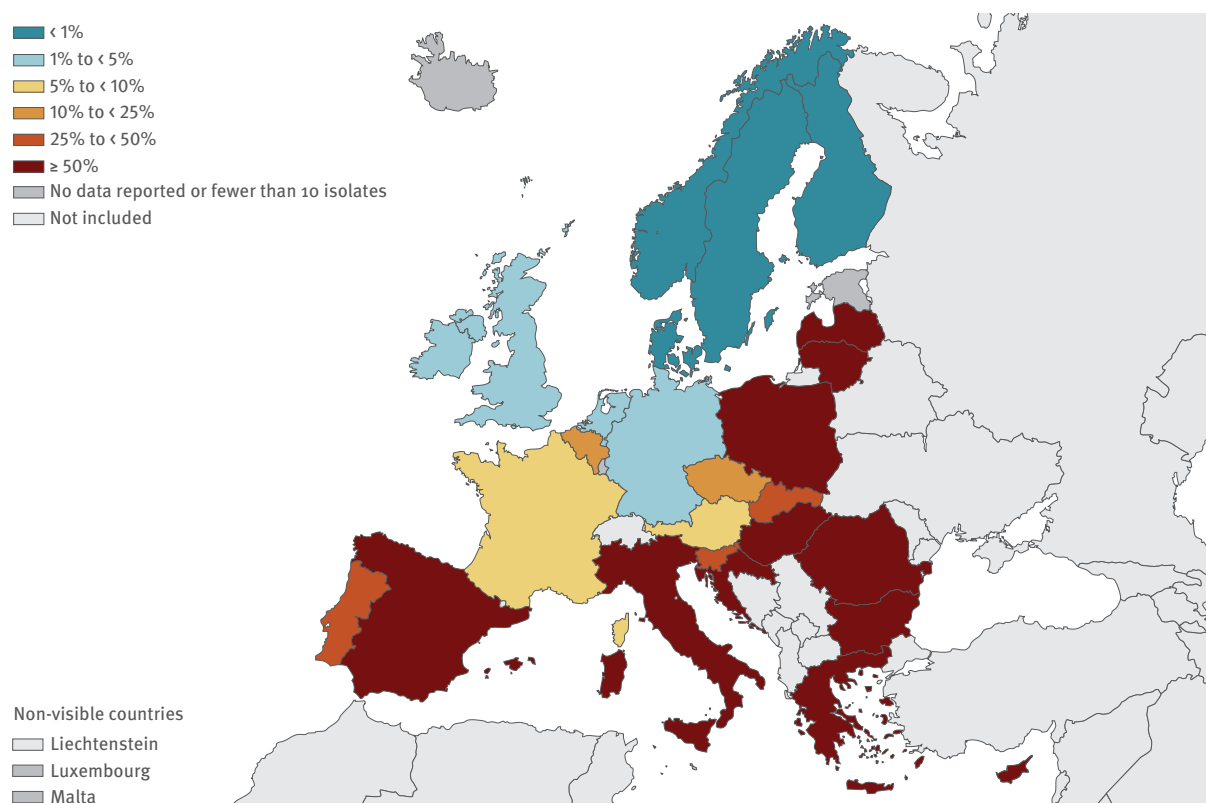 ‹ 1%
1% to ‹ 5%
5% to ‹ 10%
10% to ‹ 25%
25% to ‹ 50%
≥ 50%
No data reported or fewer than 10 isolates
Not included
Non-visible countries
Liechtenstein
Luxembourg
Malta